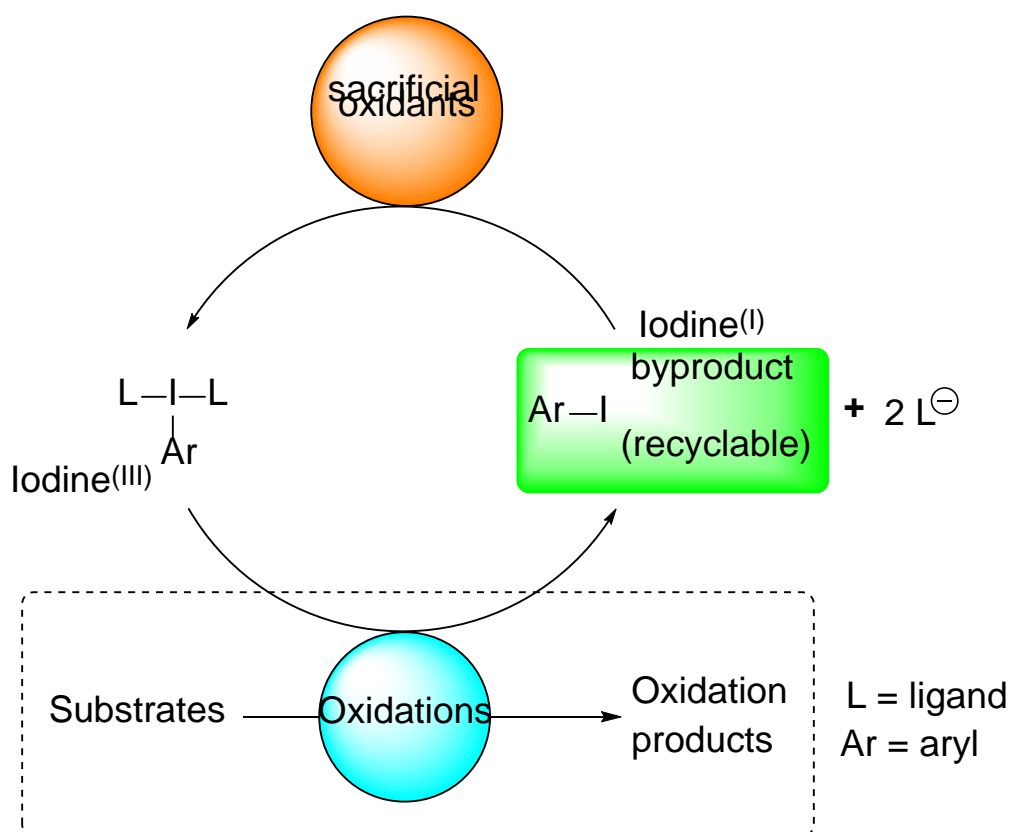 sacrificial
oxidants
Iodine(I)
byproduct
Ar—I
(recyclable)
+ 2 L⊖
L—I—L
Ar
Iodine(III)
Substrates
Oxidations
Oxidation
products
L = ligand
Ar = aryl